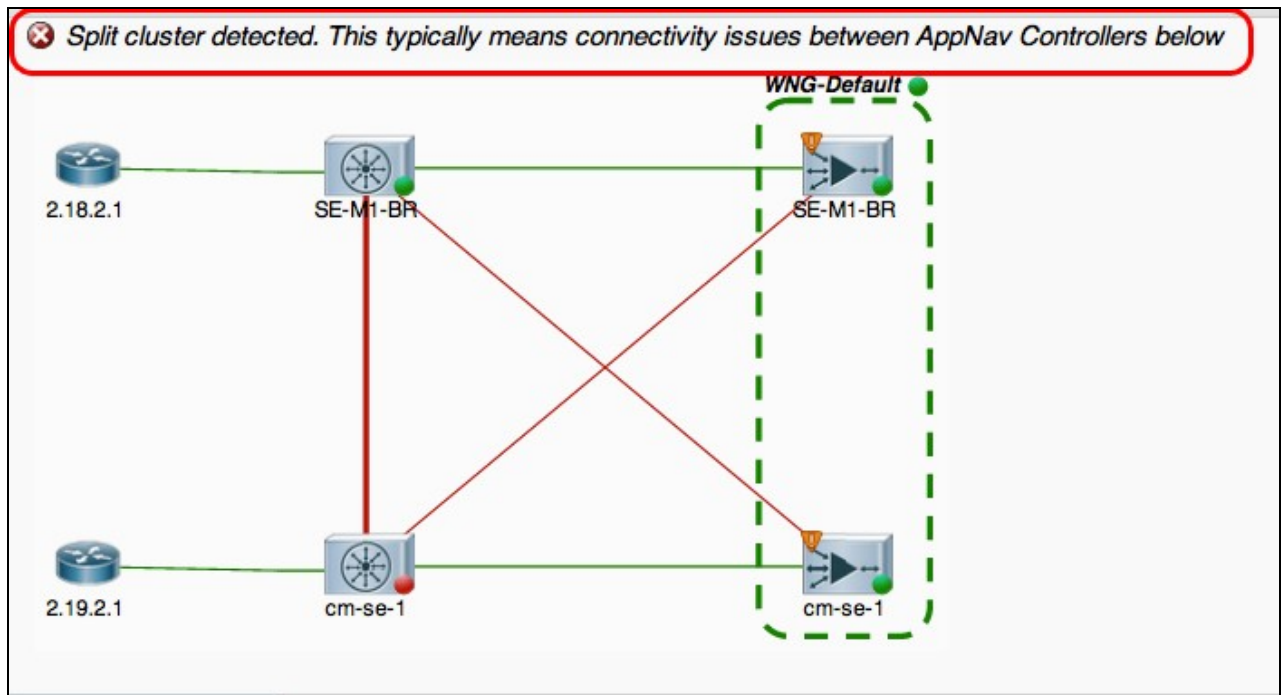 Split cluster detected. This typically means connectivity issues between AppNav Controllers below
WNG-Default
2.18.2.1
SE-M1-BR
SE-M1-BR
2.19.2.1
cm-se-1
cm-se-1